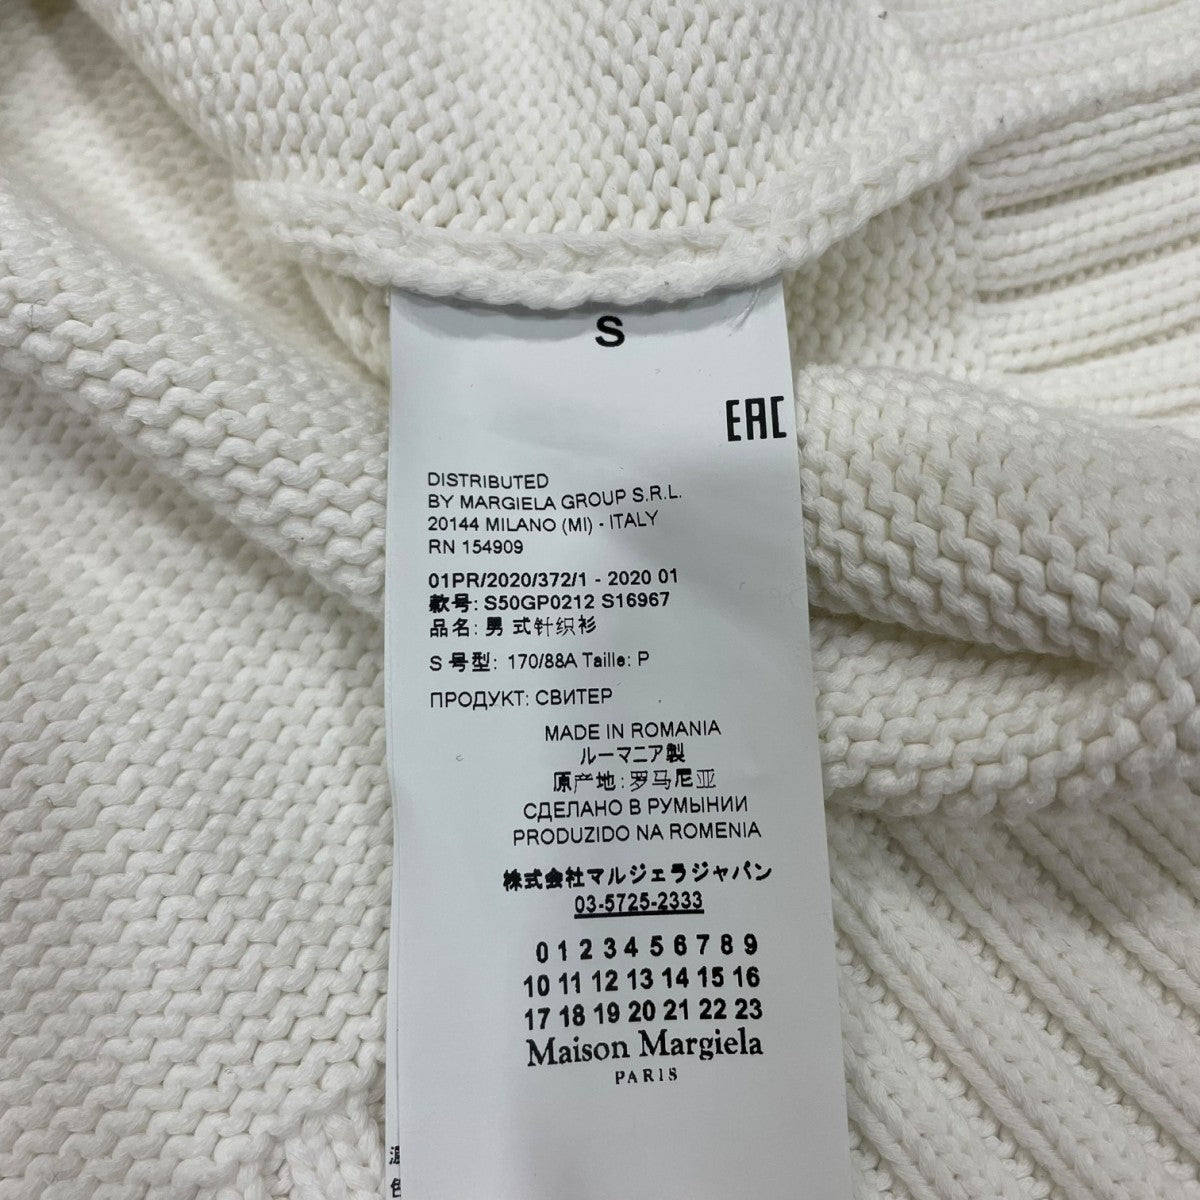 S
EAC
DISTRIBUTED
BY MARGIELA GROUP S.R.L.
20144 MILANO (MI) - ITALY
RN 154909
01PR/2020/372/1 - 2020 01
款号: S50GP0212 S16967
品名: 男 式针织衫
S 号型: 170/88A Taille: P
ПРОДУКТ: СВИТЕР
MADE IN ROMANIA
ルーマニア製
原产地: 罗马尼亚
СДЕЛАНО В РУМЫНИИ
PRODUZIDO NA ROMENIA
株式会社マルジェラジャパン
03-5725-2333
0 1 2 3 4 5 6 7 8 9
10 11 12 13 14 15 16
17 18 19 20 21 22 23
Maison Margiela
PARIS